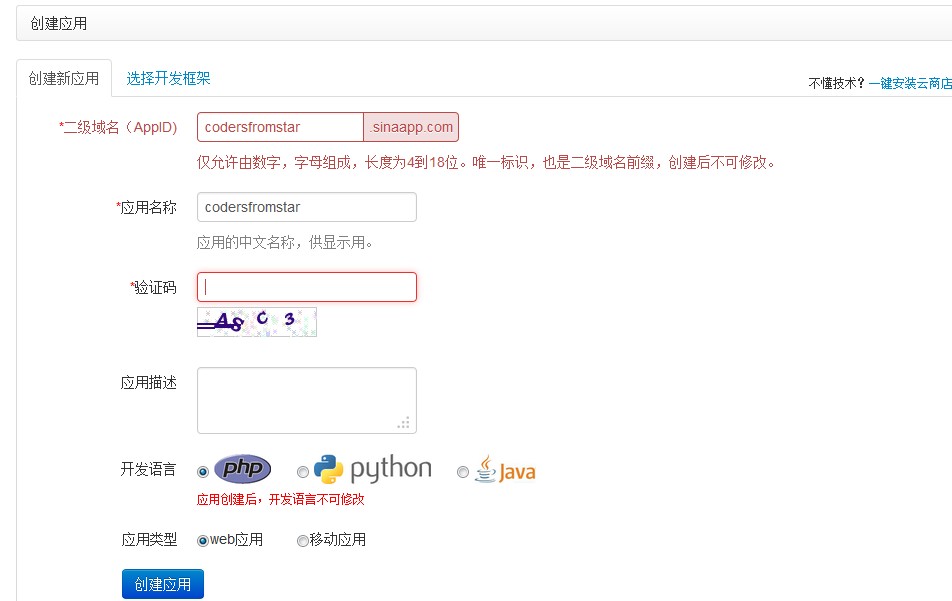 创建应用
创建新应用 选择开发框架 不懂技术？一键安装云商店
*二级域名（AppID) codersfromstar .sinaapp.com
仅允许由数字，字母组成，长度为4到18位。唯一标识，也是二级域名前缀，创建后不可修改。
*应用名称 codersfromstar
应用的中文名称，供显示用。
*验证码
AS C 3
应用描述
开发语言 php python Java
应用创建后，开发语言不可修改
应用类型 web应用 移动应用
创建应用